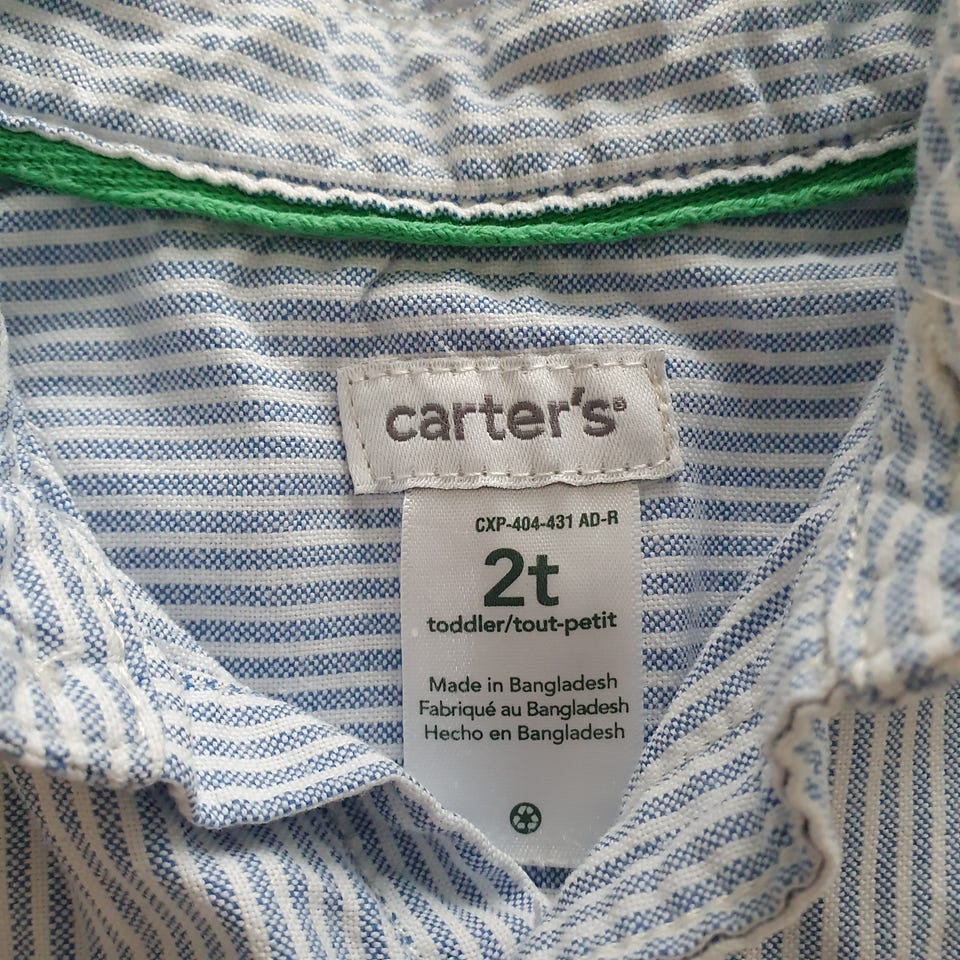 carter's®
CXP-404-431 AD-R
2t
toddler/tout-petit
Made in Bangladesh
Fabriqué au Bangladesh
Hecho en Bangladesh